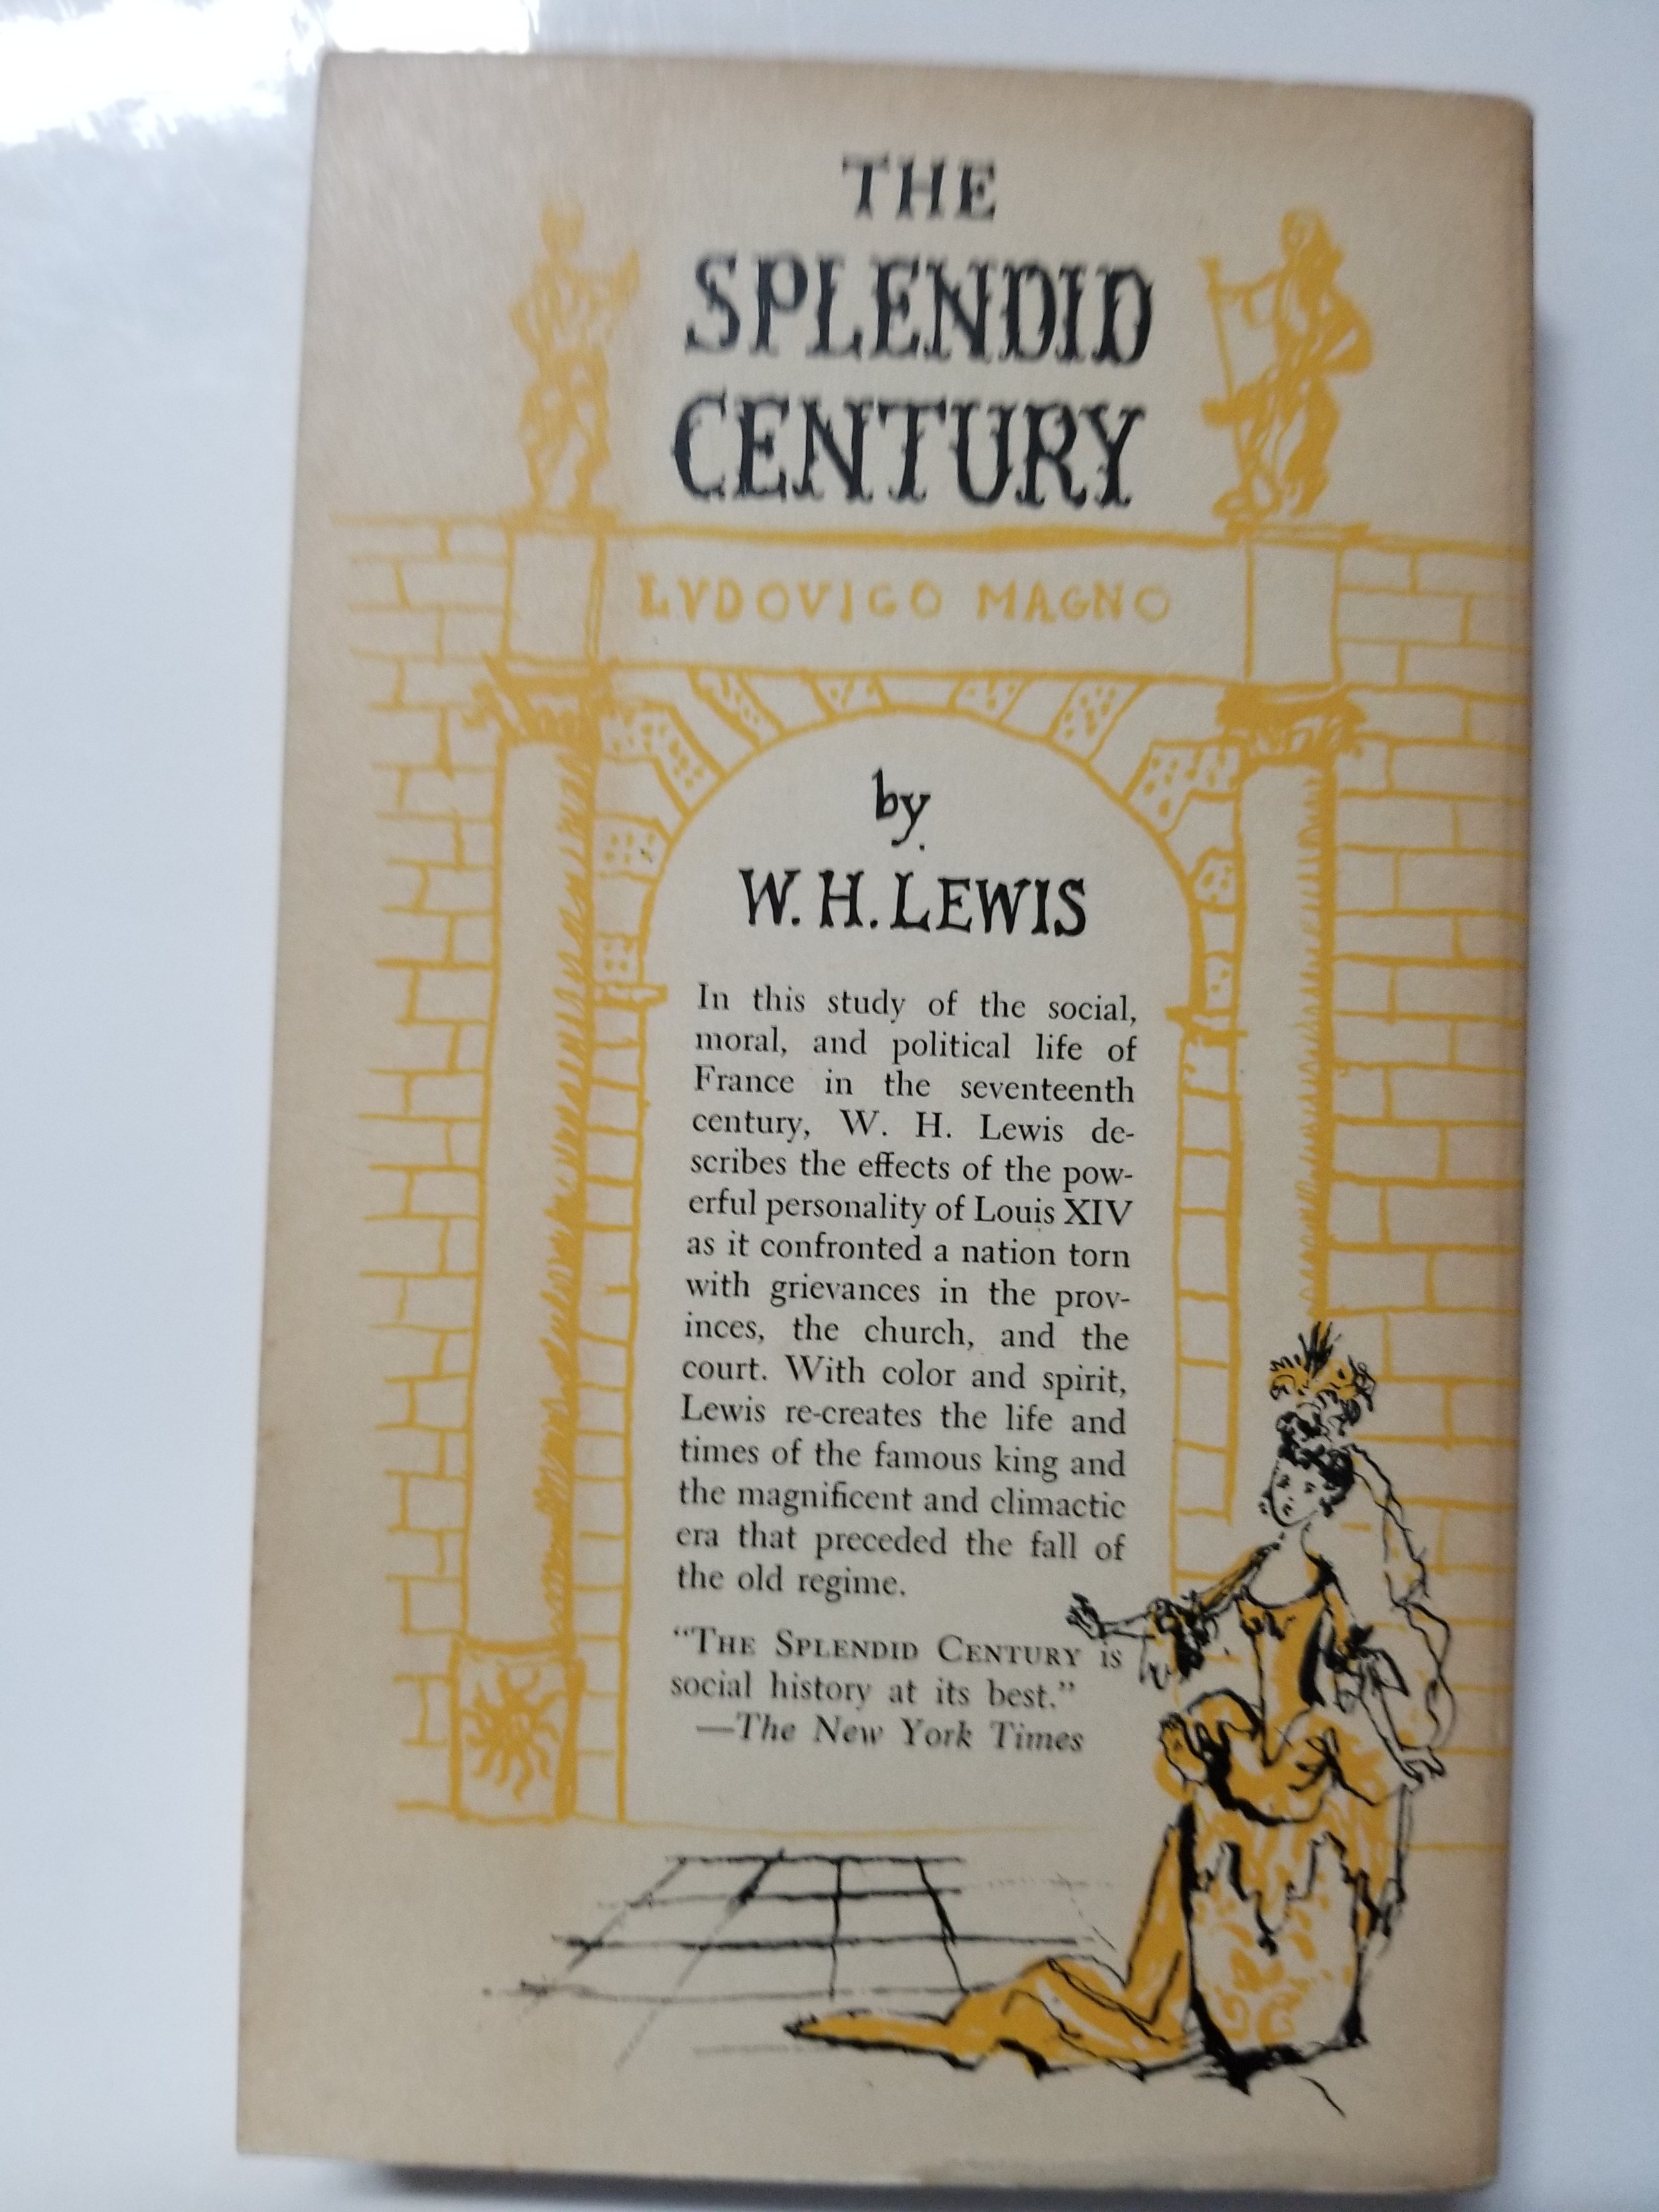 THE
SPLENDID
CENTURY
LVDOVICO MAGNO
by
W. H. LEWIS
In this study of the social,
moral, and political life of
France in the seventeenth
century, W. H. Lewis de-
scribes the effects of the pow-
erful personality of Louis XIV
as it confronted a nation torn
with grievances in the prov-
inces, the church, and the
court. With color and spirit,
Lewis re-creates the life and
times of the famous king and
the magnificent and climactic
era that preceded the fall of
the old regime.
“THE SPLENDID CENTURY is
social history at its best.”
—The New York Times